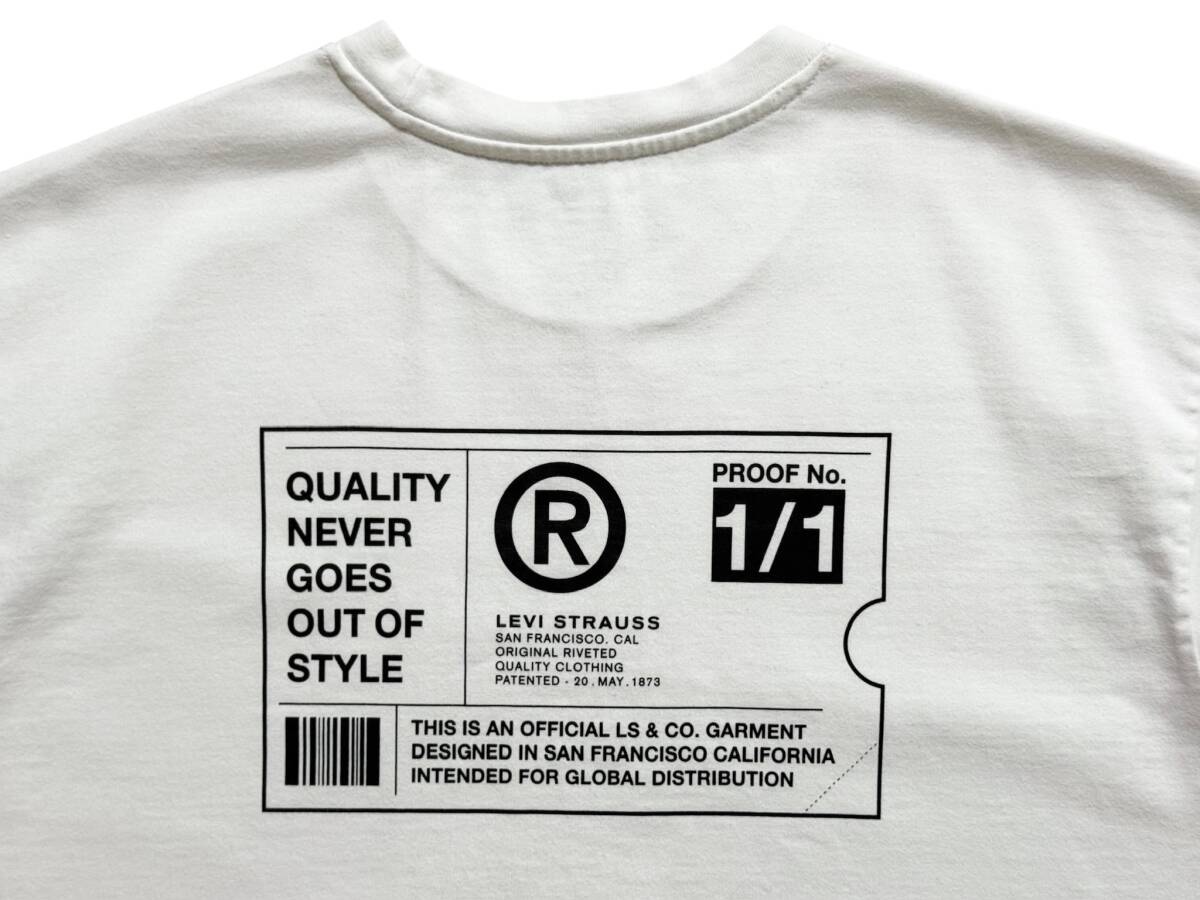 QUALITY
NEVER
GOES
OUT OF
STYLE
®
LEVI STRAUSS
SAN FRANCISCO. CAL
ORIGINAL RIVETED
QUALITY CLOTHING
PATENTED - 20 . MAY . 1873
PROOF No.
1/1
THIS IS AN OFFICIAL LS & CO. GARMENT
DESIGNED IN SAN FRANCISCO CALIFORNIA
INTENDED FOR GLOBAL DISTRIBUTION